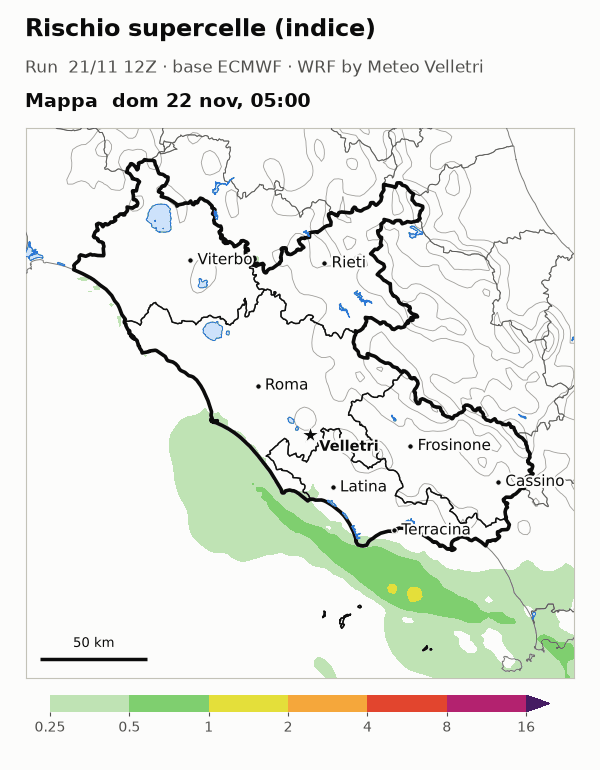 Rischio supercelle (indice)
Run  21/11 12Z · base ECMWF · WRF by Meteo Velletri
Mappa  dom 22 nov, 05:00
Viterbo
Rieti
Roma
Velletri
Frosinone
Cassino
Latina
Terracina
50 km
0.25 0.5 1 2 4 8 16